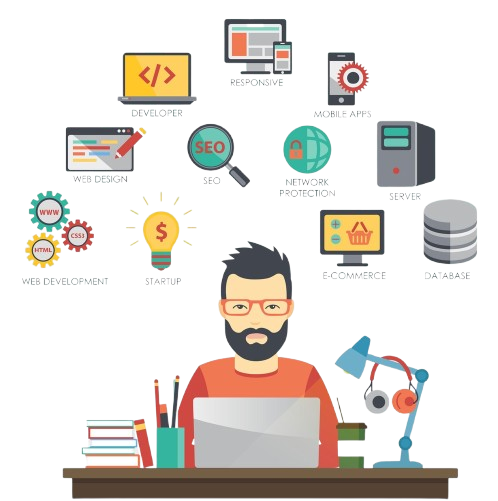 RESPONSIVE
</>
DEVELOPER
MOBILE APPS
WEB DESIGN
SEO
SEO
NETWORK
PROTECTION
SERVER
WWW
CSS3
HTML
WEB DEVELOPMENT
$
STARTUP
E-COMMERCE
DATABASE